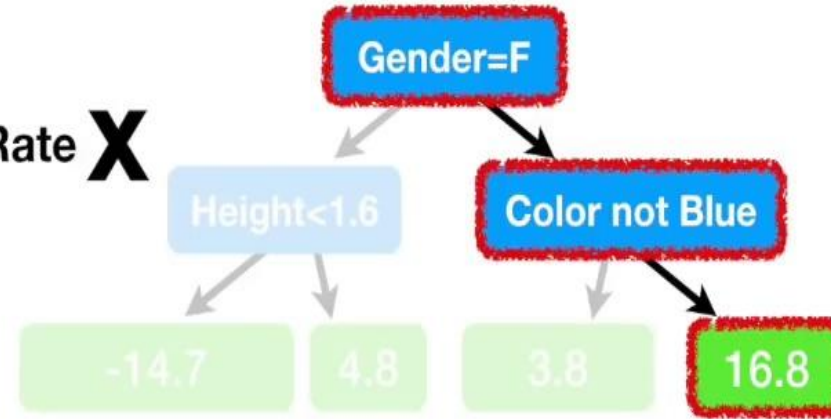 Gender=F
Rate X
Height<1.6
Color not Blue
-14.7
4.8
3.8
16.8